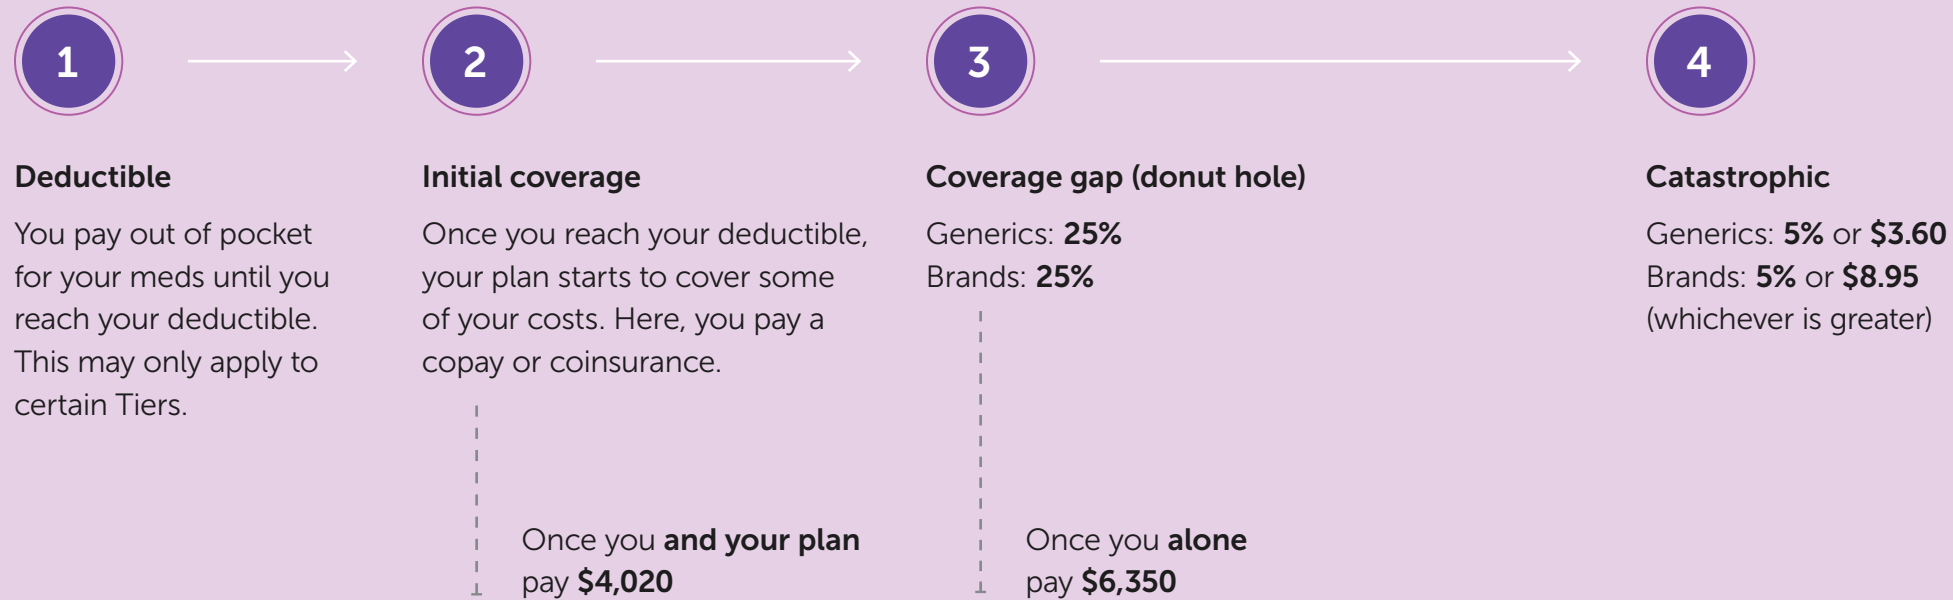 1
2
3
4
Deductible
You pay out of pocket
for your meds until you
reach your deductible.
This may only apply to
certain Tiers.
Initial coverage
Once you reach your deductible,
your plan starts to cover some
of your costs. Here, you pay a
copay or coinsurance.
Once you and your plan
pay $4,020
Coverage gap (donut hole)
Generics: 25%
Brands: 25%
Once you alone
pay $6,350
Catastrophic
Generics: 5% or $3.60
Brands: 5% or $8.95
(whichever is greater)